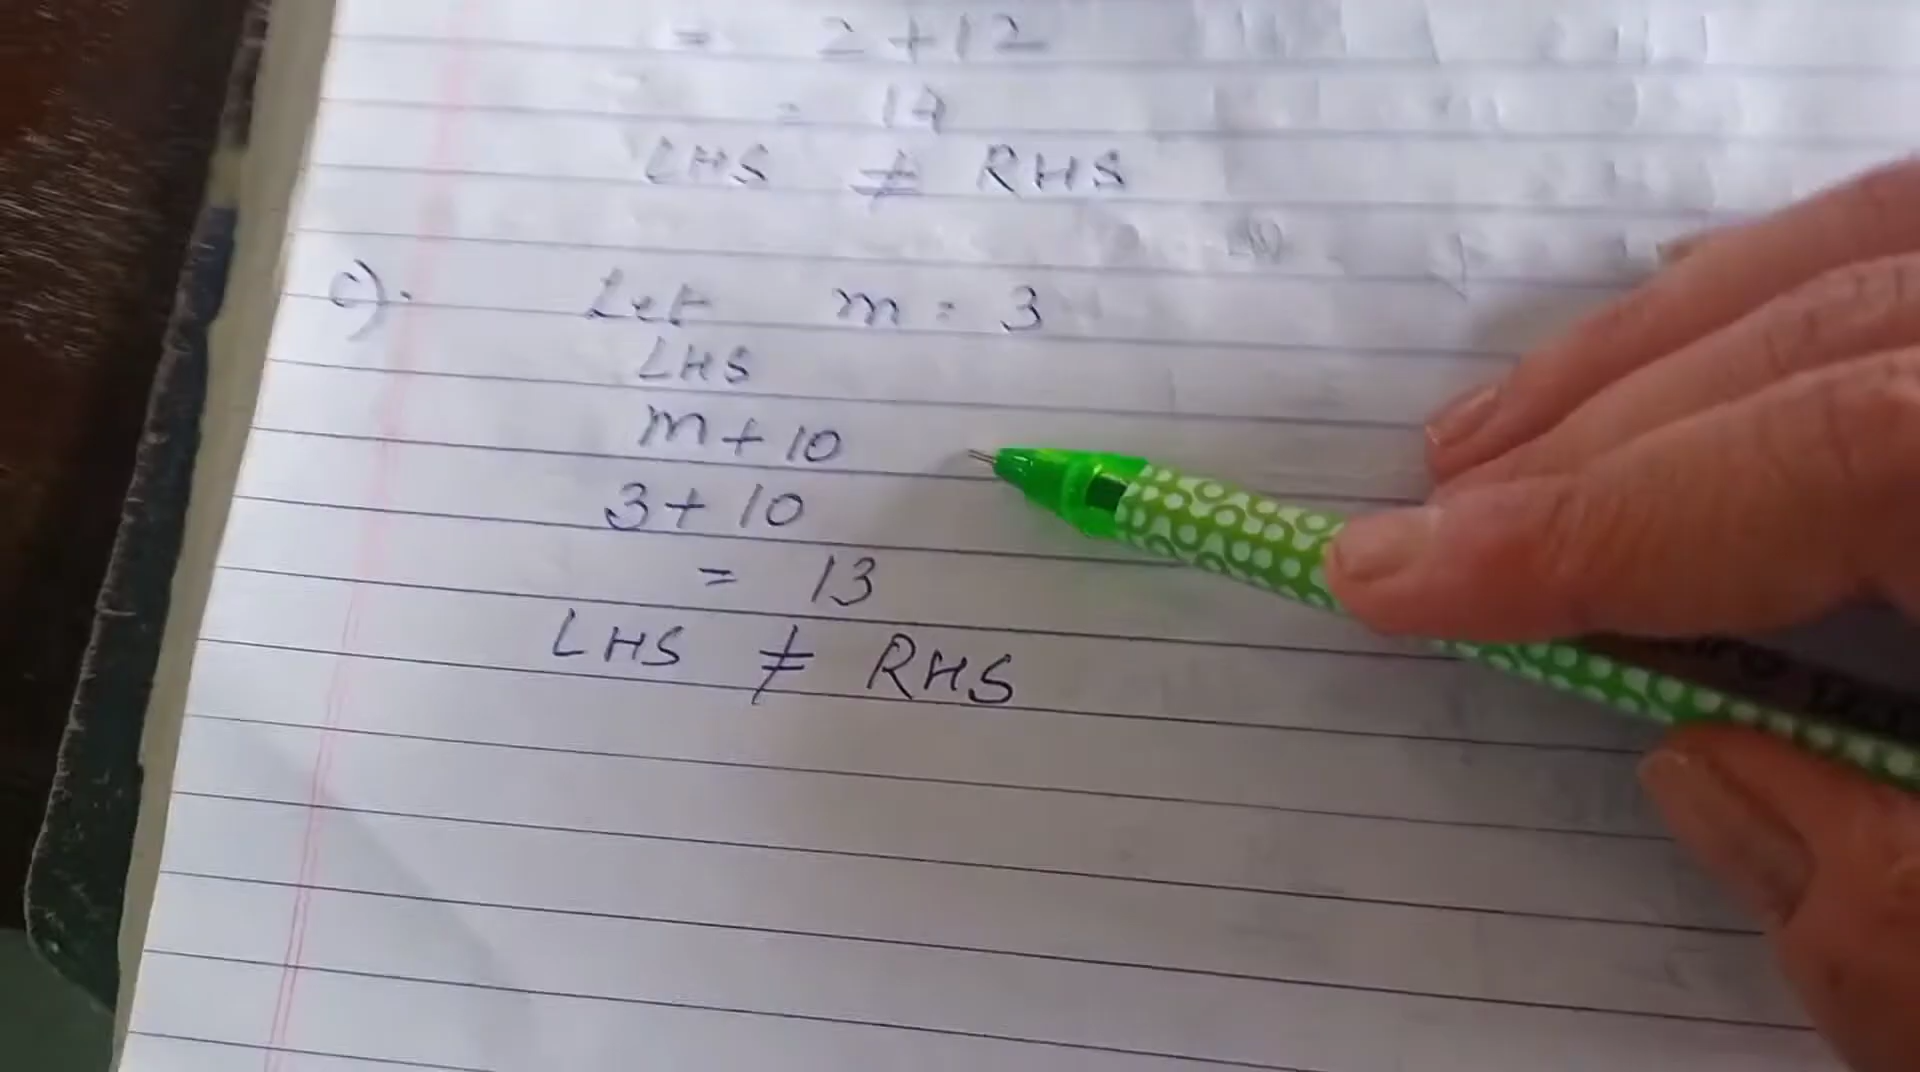 = 2+12
= 14
LHS ≠ RHS
c). Let m = 3
LHS
m+10
3+10
= 13
LHS ≠ RHS